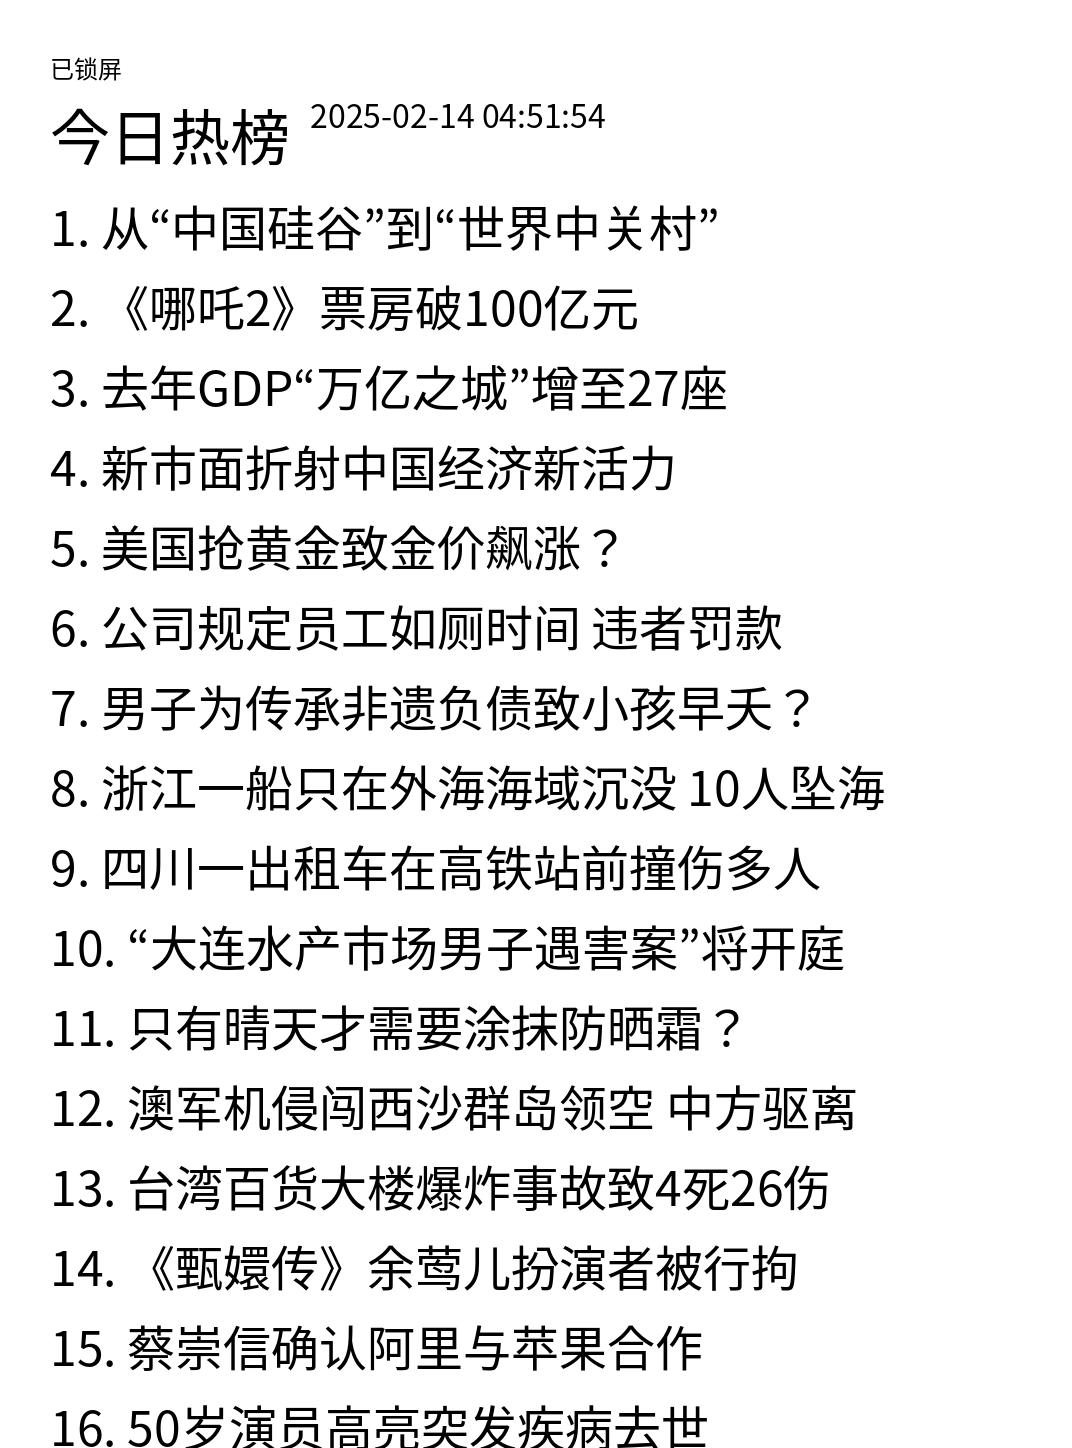 已锁屏
今日热榜 2025-02-14 04:51:54
1. 从“中国硅谷”到“世界中关村”
2. 《哪吒2》票房破100亿元
3. 去年GDP“万亿之城”增至27座
4. 新市面折射中国经济新活力
5. 美国抢黄金致金价飙涨？
6. 公司规定员工如厕时间 违者罚款
7. 男子为传承非遗负债致小孩早夭？
8. 浙江一船只在外海海域沉没 10人坠海
9. 四川一出租车在高铁站前撞伤多人
10. “大连水产市场男子遇害案”将开庭
11. 只有晴天才需要涂抹防晒霜？
12. 澳军机侵闯西沙群岛领空 中方驱离
13. 台湾百货大楼爆炸事故致4死26伤
14. 《甄嬛传》余莺儿扮演者被行拘
15. 蔡崇信确认阿里与苹果合作
16. 50岁演员高亮突发疾病去世